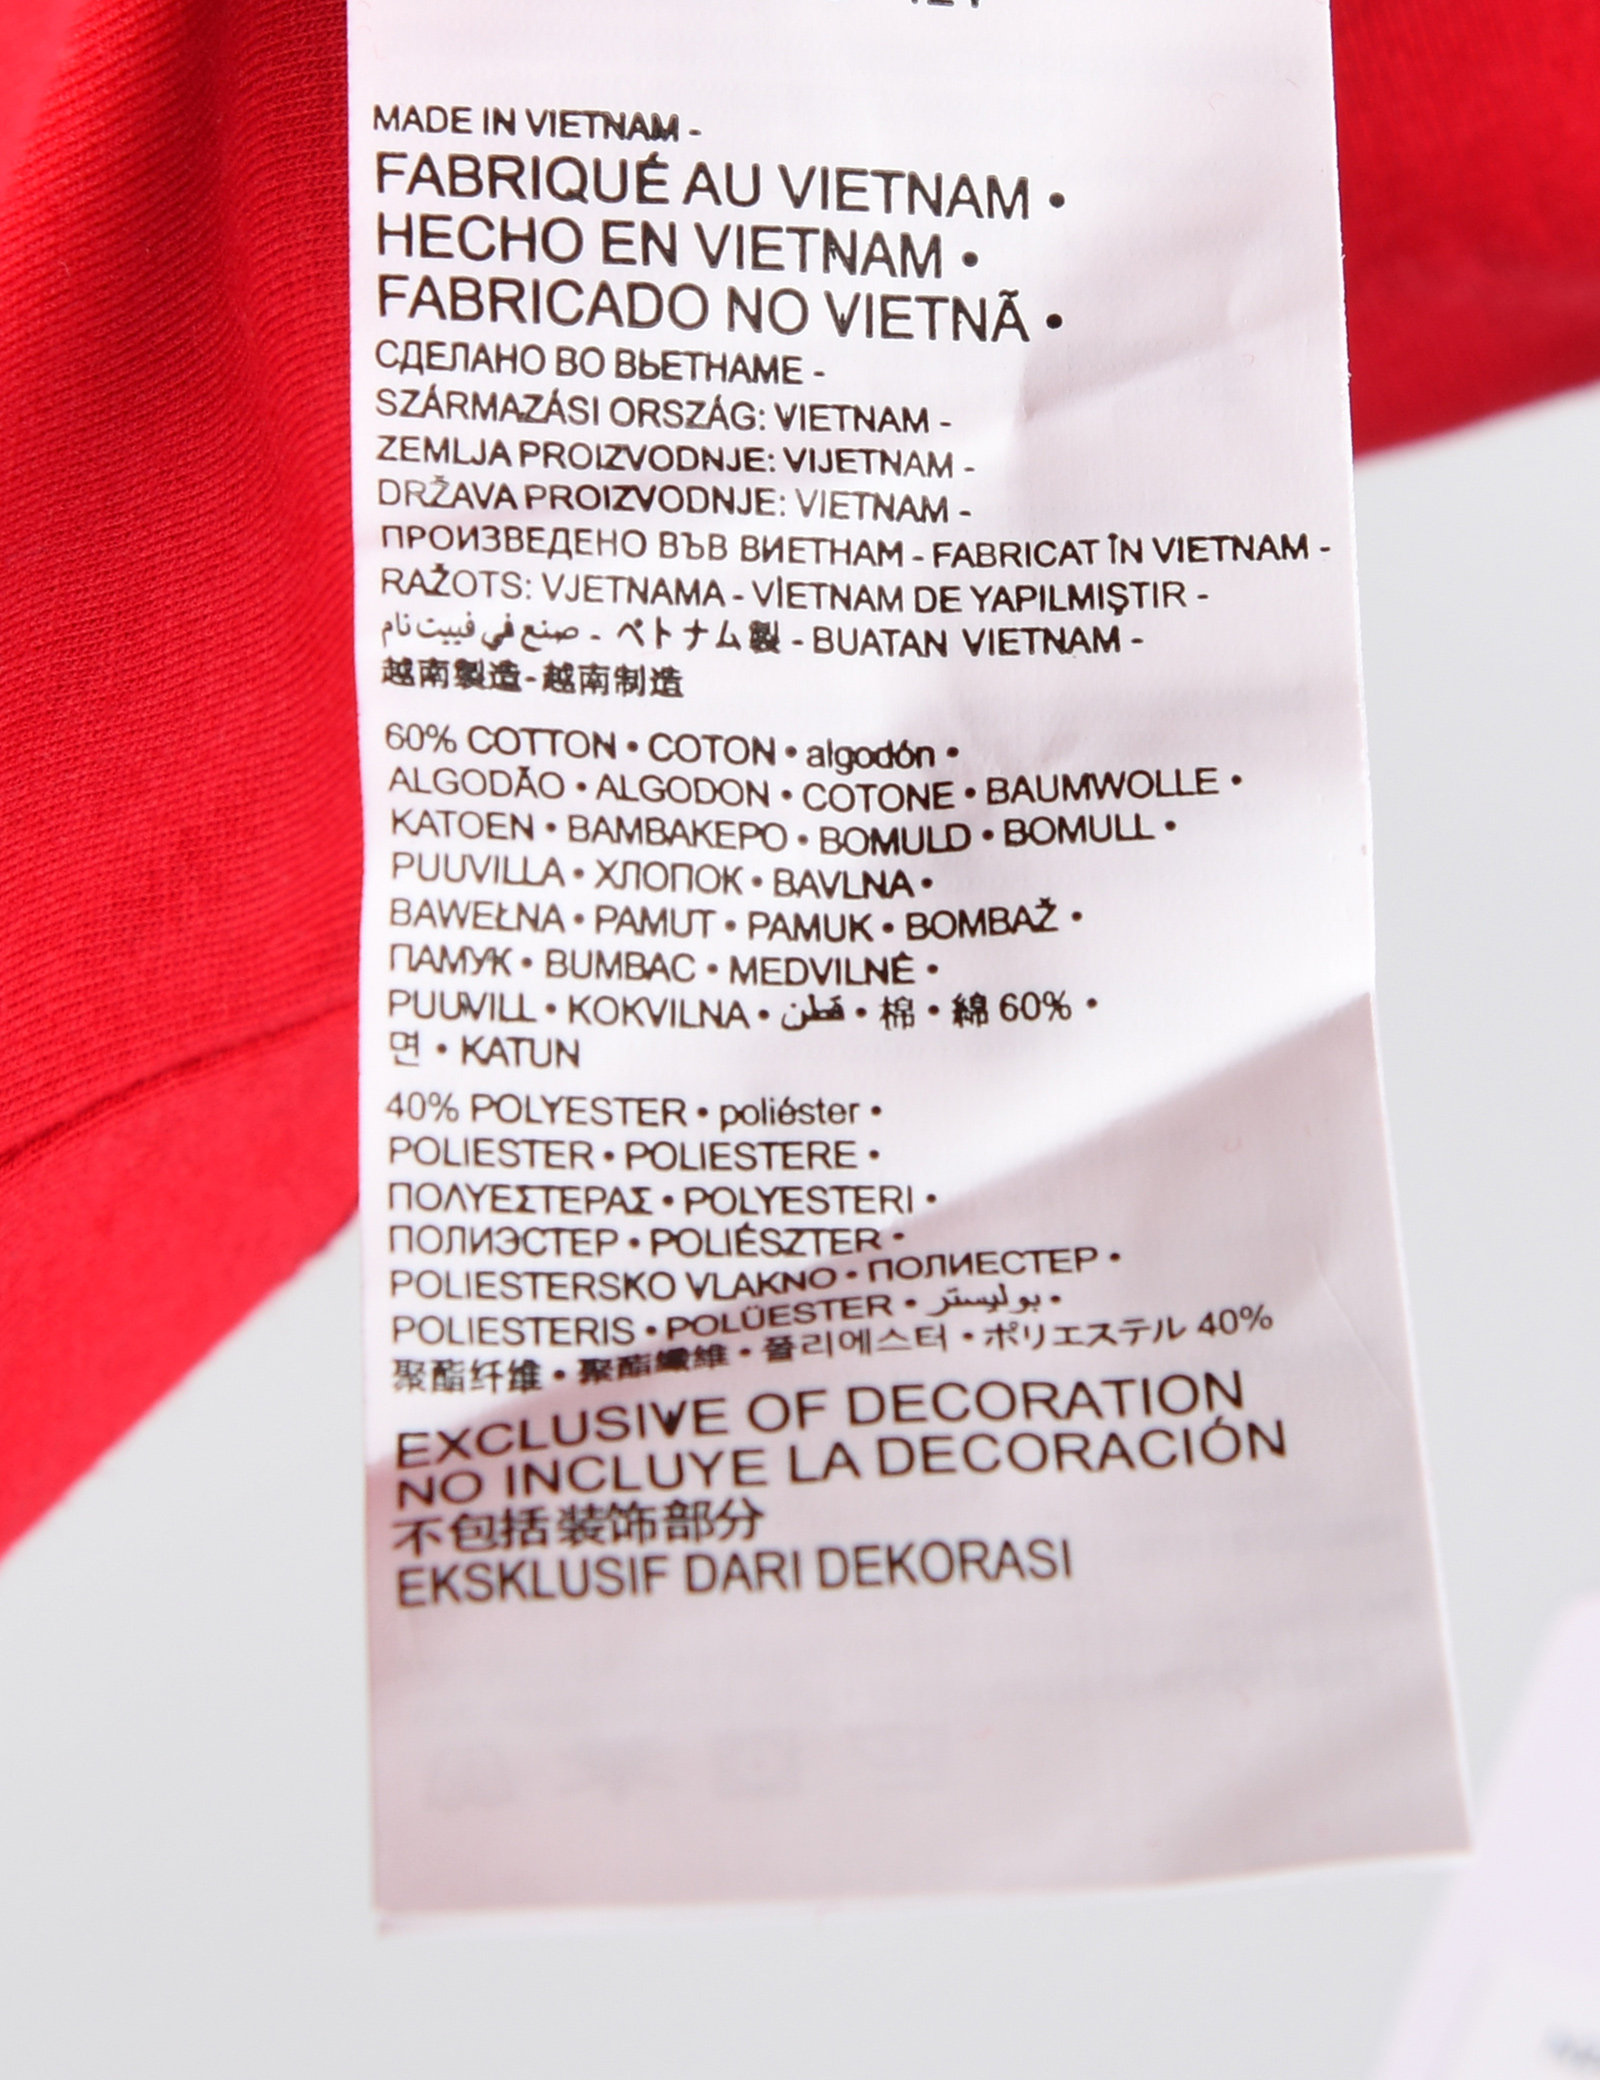 MADE IN VIETNAM -
FABRIQUÉ AU VIETNAM •
HECHO EN VIETNAM •
FABRICADO NO VIETNÃ •
СДЕЛАНО ВО ВЬЕТНАМЕ -
SZÁRMAZÁSI ORSZÁG: VIETNAM -
ZEMLJA PROIZVODNJE: VIJETNAM -
DRŽAVA PROIZVODNJE: VIETNAM -
ПРОИЗВЕДЕНО ВЪВ ВИЕТНАМ - FABRICAT ÎN VIETNAM -
RAŽOTS: VJETNAMA - VİETNAM DE YAPILMIŞTIR -
صنع في فييت نام - ベトナム製 - BUATAN VIETNAM -
越南製造 - 越南制造
60% COTTON • COTON • algodón •
ALGODÃO • ALGODON • COTONE • BAUMWOLLE •
KATOEN • BAMBAKEPO • BOMULD • BOMULL •
PUUVILLA • ХЛОПОК • BAVLNA •
BAWEŁNA • PAMUT • PAMUK • BOMBAŽ •
ПАМУК • BUMBAC • MEDVILNĖ •
PUUVILL • KOKVILNA • قطن • 棉 • 綿 60% •
면 • KATUN
40% POLYESTER • poliéster •
POLIESTER • POLIESTERE •
ΠΟΛΥΕΣΤΕΡΑΣ • POLYESTERI •
ПОЛИЭСТЕР • POLIÉSZTER •
POLIESTERSKO VLAKNO • ПОЛИЕСТЕР •
POLIESTERIS • POLÜESTER • بوليستر •
聚酯纤维 • 聚酯纖維 • 폴리에스터 • ポリエステル 40%
EXCLUSIVE OF DECORATION
NO INCLUYE LA DECORACIÓN
不包括装饰部分
EKSKLUSIF DARI DEKORASI